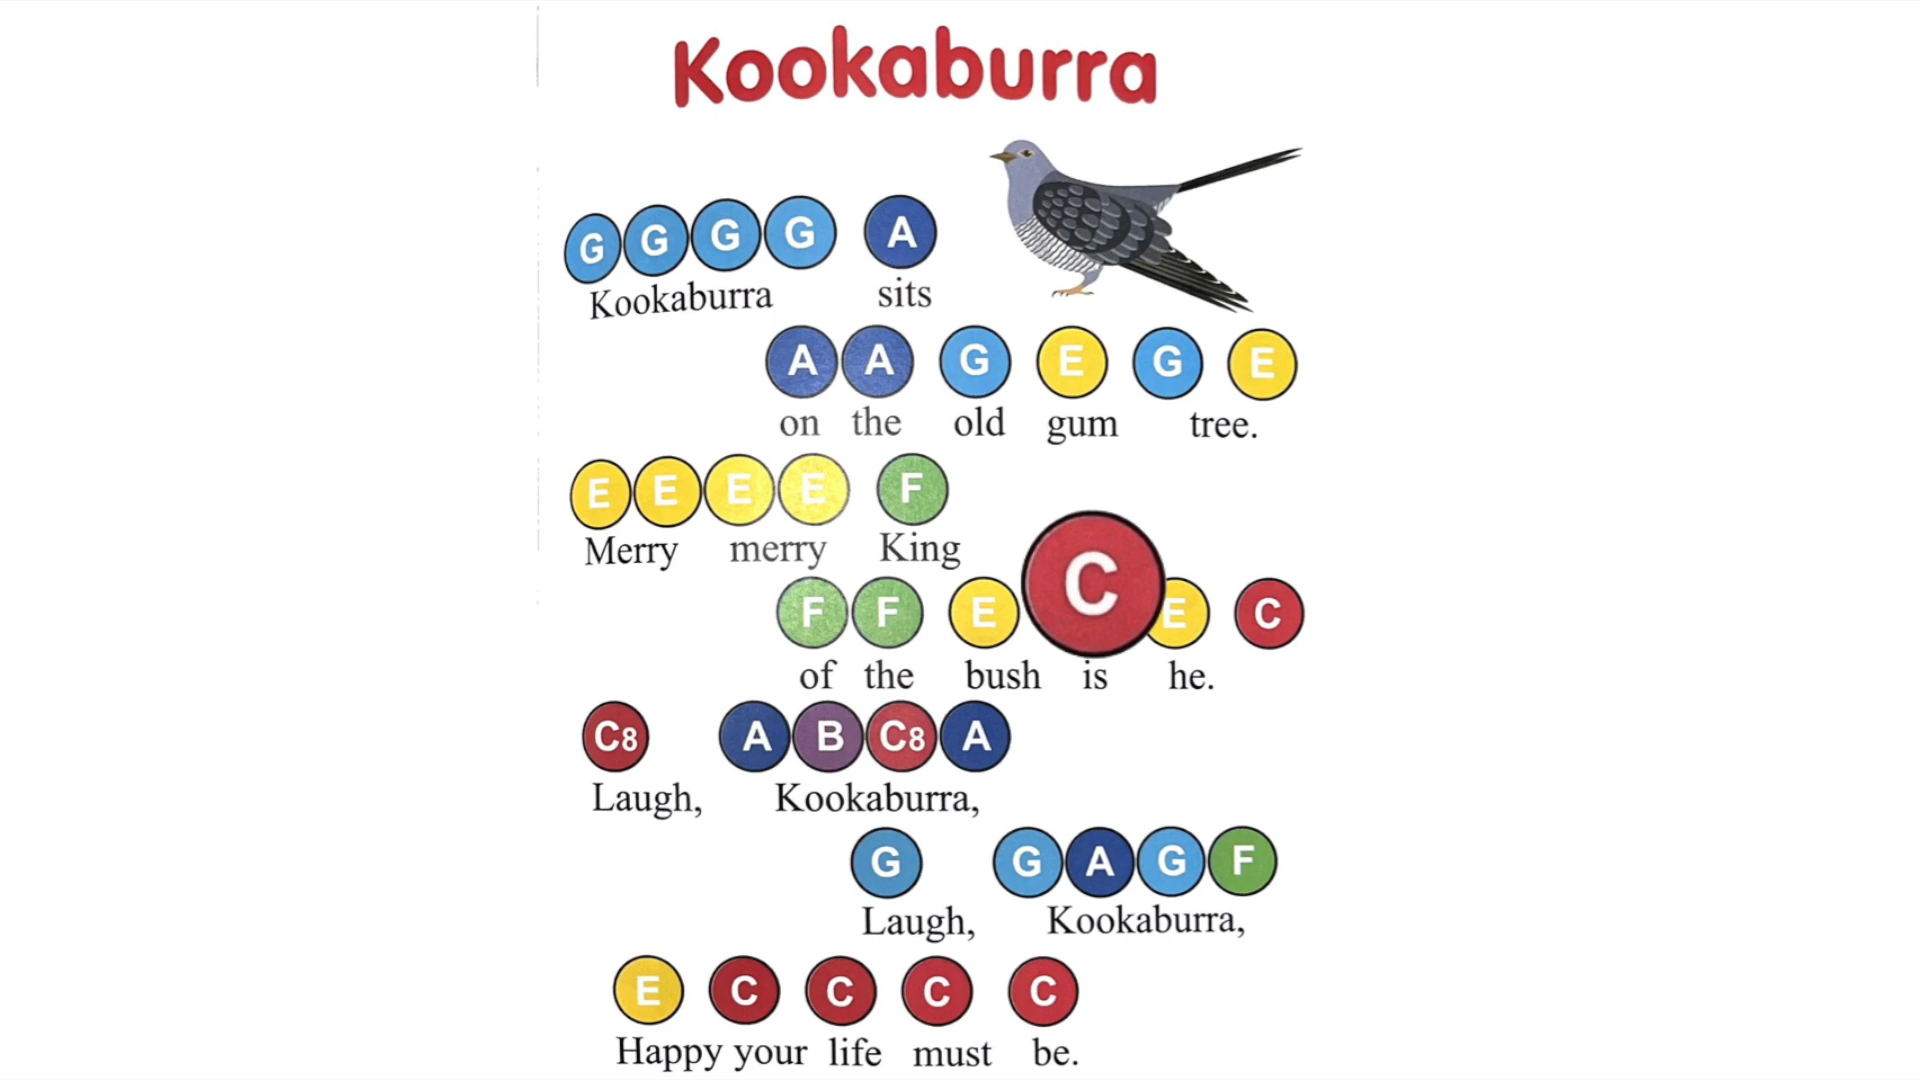 Kookaburra
G G G G A
Kookaburra sits
A A G E G E
on the old gum tree.
E E E E F
Merry merry King
F F E C E C
of the bush is he.
C8 A B C8 A
Laugh, Kookaburra,
G G A G F
Laugh, Kookaburra,
E C C C C
Happy your life must be.